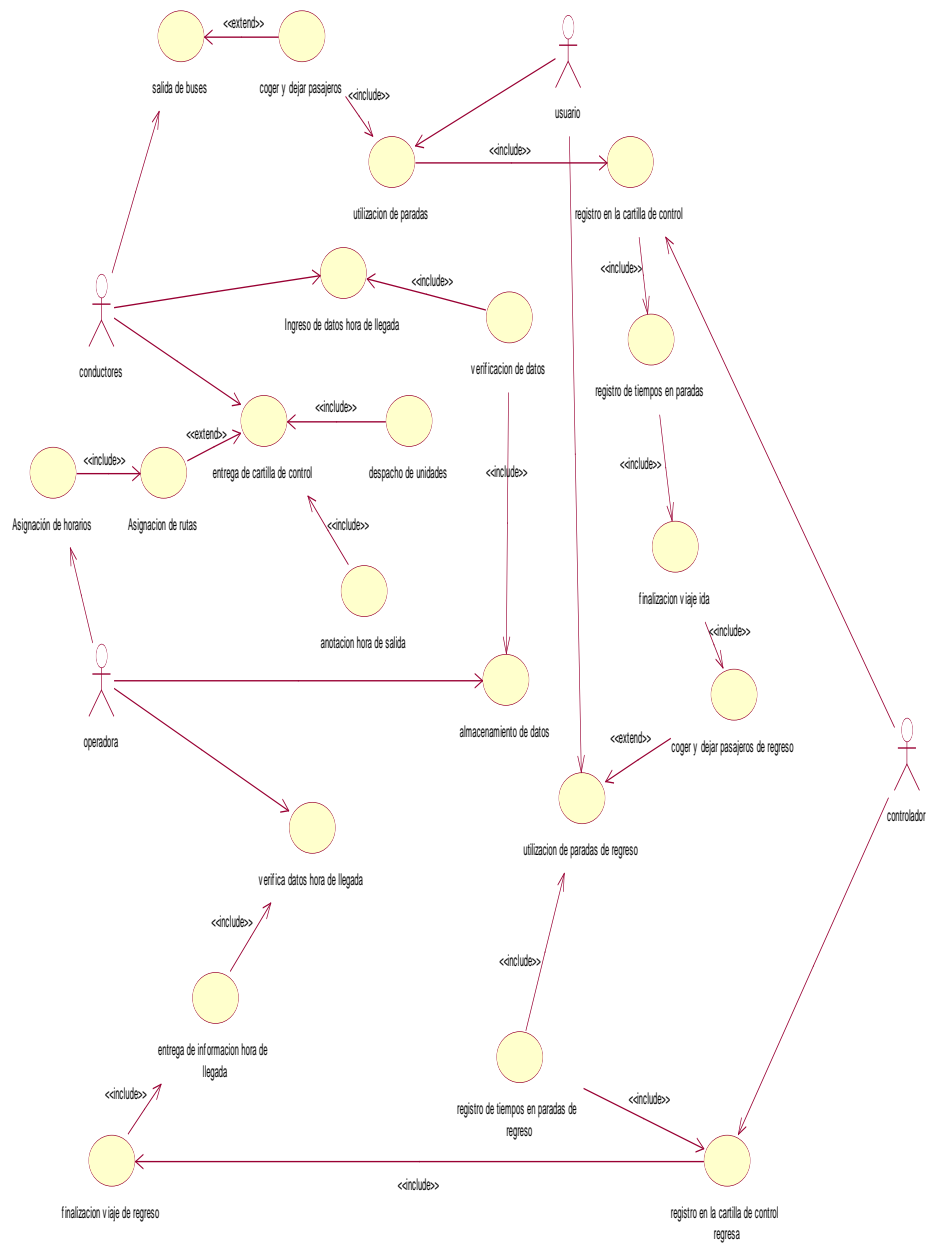 <<extend>>
salida de buses
coger y dejar pasajeros
<<include>>
usuario
<<include>>
utilizacion de paradas
registro en la cartilla de control
<<include>>
<<include>>
Ingreso de datos hora de llegada
conductores
verificacion de datos
registro de tiempos en paradas
<<include>>
<<extend>>
<<include>>
<<include>>
<<include>>
entrega de cartilla de control
despacho de unidades
Asignación de horarios
Asignacion de rutas
<<include>>
<<include>>
finalizacion viaje ida
<<include>>
anotacion hora de salida
operadora
almacenamiento de datos
<<extend>>
coger y dejar pasajeros de regreso
controlador
utilizacion de paradas de regreso
verifica datos hora de llegada
<<include>>
<<include>>
entrega de informacion hora de
llegada
<<include>>
<<include>>
registro de tiempos en paradas de
regreso
<<include>>
finalizacion viaje de regreso
registro en la cartilla de control
regresa